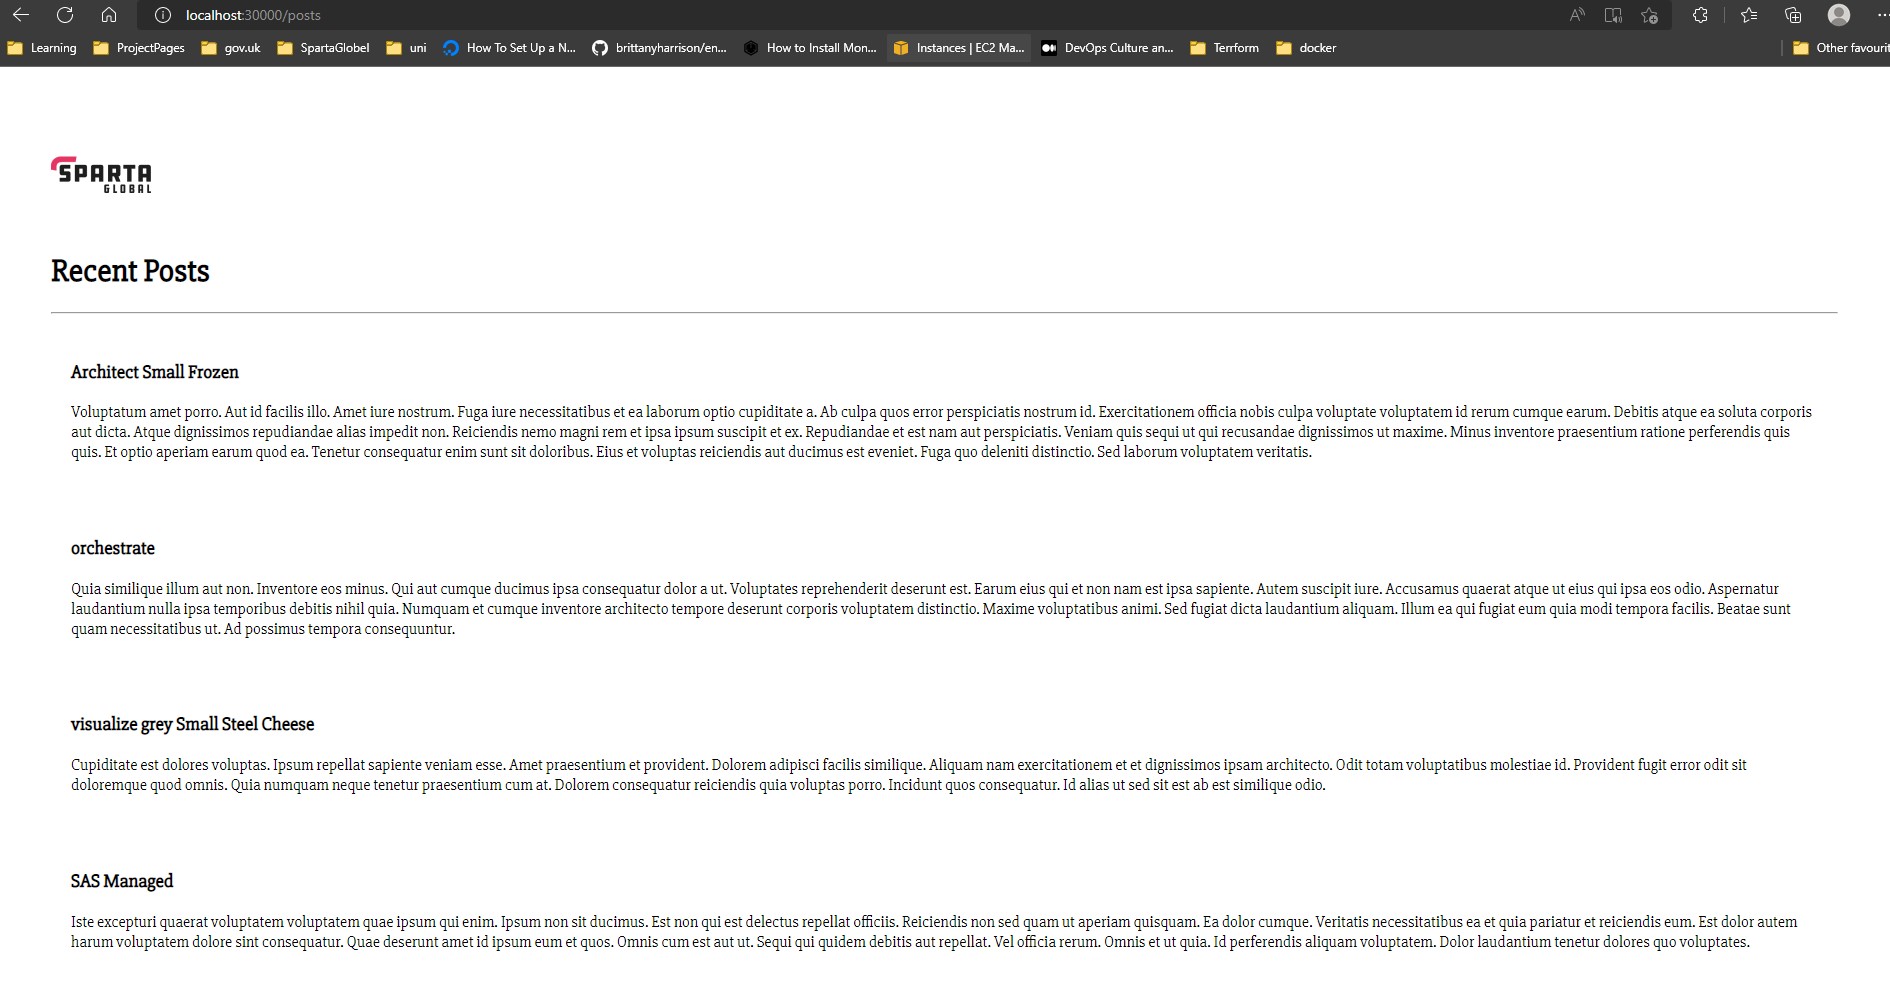 localhost:30000/posts
Learning ProjectPages gov.uk SpartaGlobel uni How To Set Up a N... brittanyharrison/en... How to Install Mon... Instances | EC2 Ma... DevOps Culture an... Terrform docker Other favourit
SPARTA
GLOBAL
Recent Posts
Architect Small Frozen
Voluptatum amet porro. Aut id facilis illo. Amet iure nostrum. Fuga iure necessitatibus et ea laborum optio cupiditate a. Ab culpa quos error perspiciatis nostrum id. Exercitationem officia nobis culpa voluptate voluptatem id rerum cumque earum. Debitis atque ea soluta corporis
aut dicta. Atque dignissimos repudiandae alias impedit non. Reiciendis nemo magni rem et ipsa ipsum suscipit et ex. Repudiandae et est nam aut perspiciatis. Veniam quis sequi ut qui recusandae dignissimos ut maxime. Minus inventore praesentium ratione perferendis quis
quis. Et optio aperiam earum quod ea. Tenetur consequatur enim sunt sit doloribus. Eius et voluptas reiciendis aut ducimus est eveniet. Fuga quo deleniti distinctio. Sed laborum voluptatem veritatis.
orchestrate
Quia similique illum aut non. Inventore eos minus. Qui aut cumque ducimus ipsa consequatur dolor a ut. Voluptates reprehenderit deserunt est. Earum eius qui et non nam est ipsa sapiente. Autem suscipit iure. Accusamus quaerat atque ut eius qui ipsa eos odio. Aspernatur
laudantium nulla ipsa temporibus debitis nihil quia. Numquam et cumque inventore architecto tempore deserunt corporis voluptatem distinctio. Maxime voluptatibus animi. Sed fugiat dicta laudantium aliquam. Illum ea qui fugiat eum quia modi tempora facilis. Beatae sunt
quam necessitatibus ut. Ad possimus tempora consequuntur.
visualize grey Small Steel Cheese
Cupiditate est dolores voluptas. Ipsum repellat sapiente veniam esse. Amet praesentium et provident. Dolorem adipisci facilis similique. Aliquam nam exercitationem et et dignissimos ipsam architecto. Odit totam voluptatibus molestiae id. Provident fugit error odit sit
doloremque quod omnis. Quia numquam neque tenetur praesentium cum at. Dolorem consequatur reiciendis quia voluptas porro. Incidunt quos consequatur. Id alias ut sed sit est ab est similique odio.
SAS Managed
Iste excepturi quaerat voluptatem voluptatem quae ipsum qui enim. Ipsum non sit ducimus. Est non qui est delectus repellat officiis. Reiciendis non sed quam ut aperiam quisquam. Ea dolor cumque. Veritatis necessitatibus ea et quia pariatur et reiciendis eum. Est dolor autem
harum voluptatem dolore sint consequatur. Quae deserunt amet id ipsum eum et quos. Omnis cum est aut ut. Sequi qui quidem debitis aut repellat. Vel officia rerum. Omnis et ut quia. Id perferendis aliquam voluptatem. Dolor laudantium tenetur dolores quo voluptates.